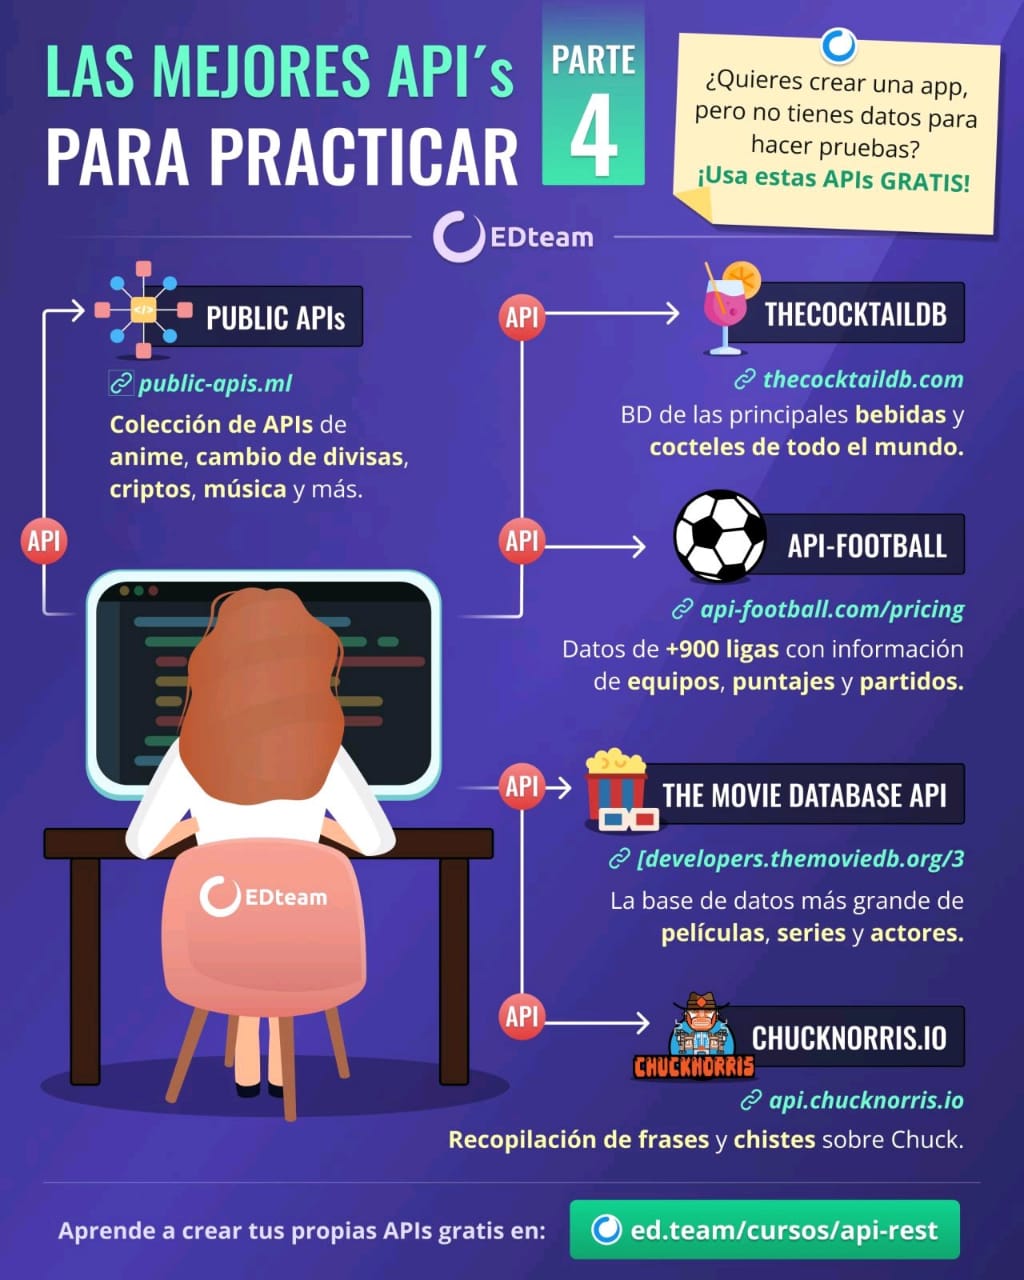 LAS MEJORES API´s
PARA PRACTICAR
PARTE
4
¿Quieres crear una app,
pero no tienes datos para
hacer pruebas?
¡Usa estas APIs GRATIS!
EDteam
</>
PUBLIC APIs
public-apis.ml
Colección de APIs de
anime, cambio de divisas,
criptos, música y más.
API
API
THECOCKTAILDB
thecocktaildb.com
BD de las principales bebidas y
cocteles de todo el mundo.
API
API-FOOTBALL
api-football.com/pricing
Datos de +900 ligas con información
de equipos, puntajes y partidos.
API
THE MOVIE DATABASE API
[developers.themoviedb.org/3
La base de datos más grande de
películas, series y actores.
EDteam
API
CHUCKNORRIS
CHUCKNORRIS.IO
api.chucknorris.io
Recopilación de frases y chistes sobre Chuck.
Aprende a crear tus propias APIs gratis en:
ed.team/cursos/api-rest